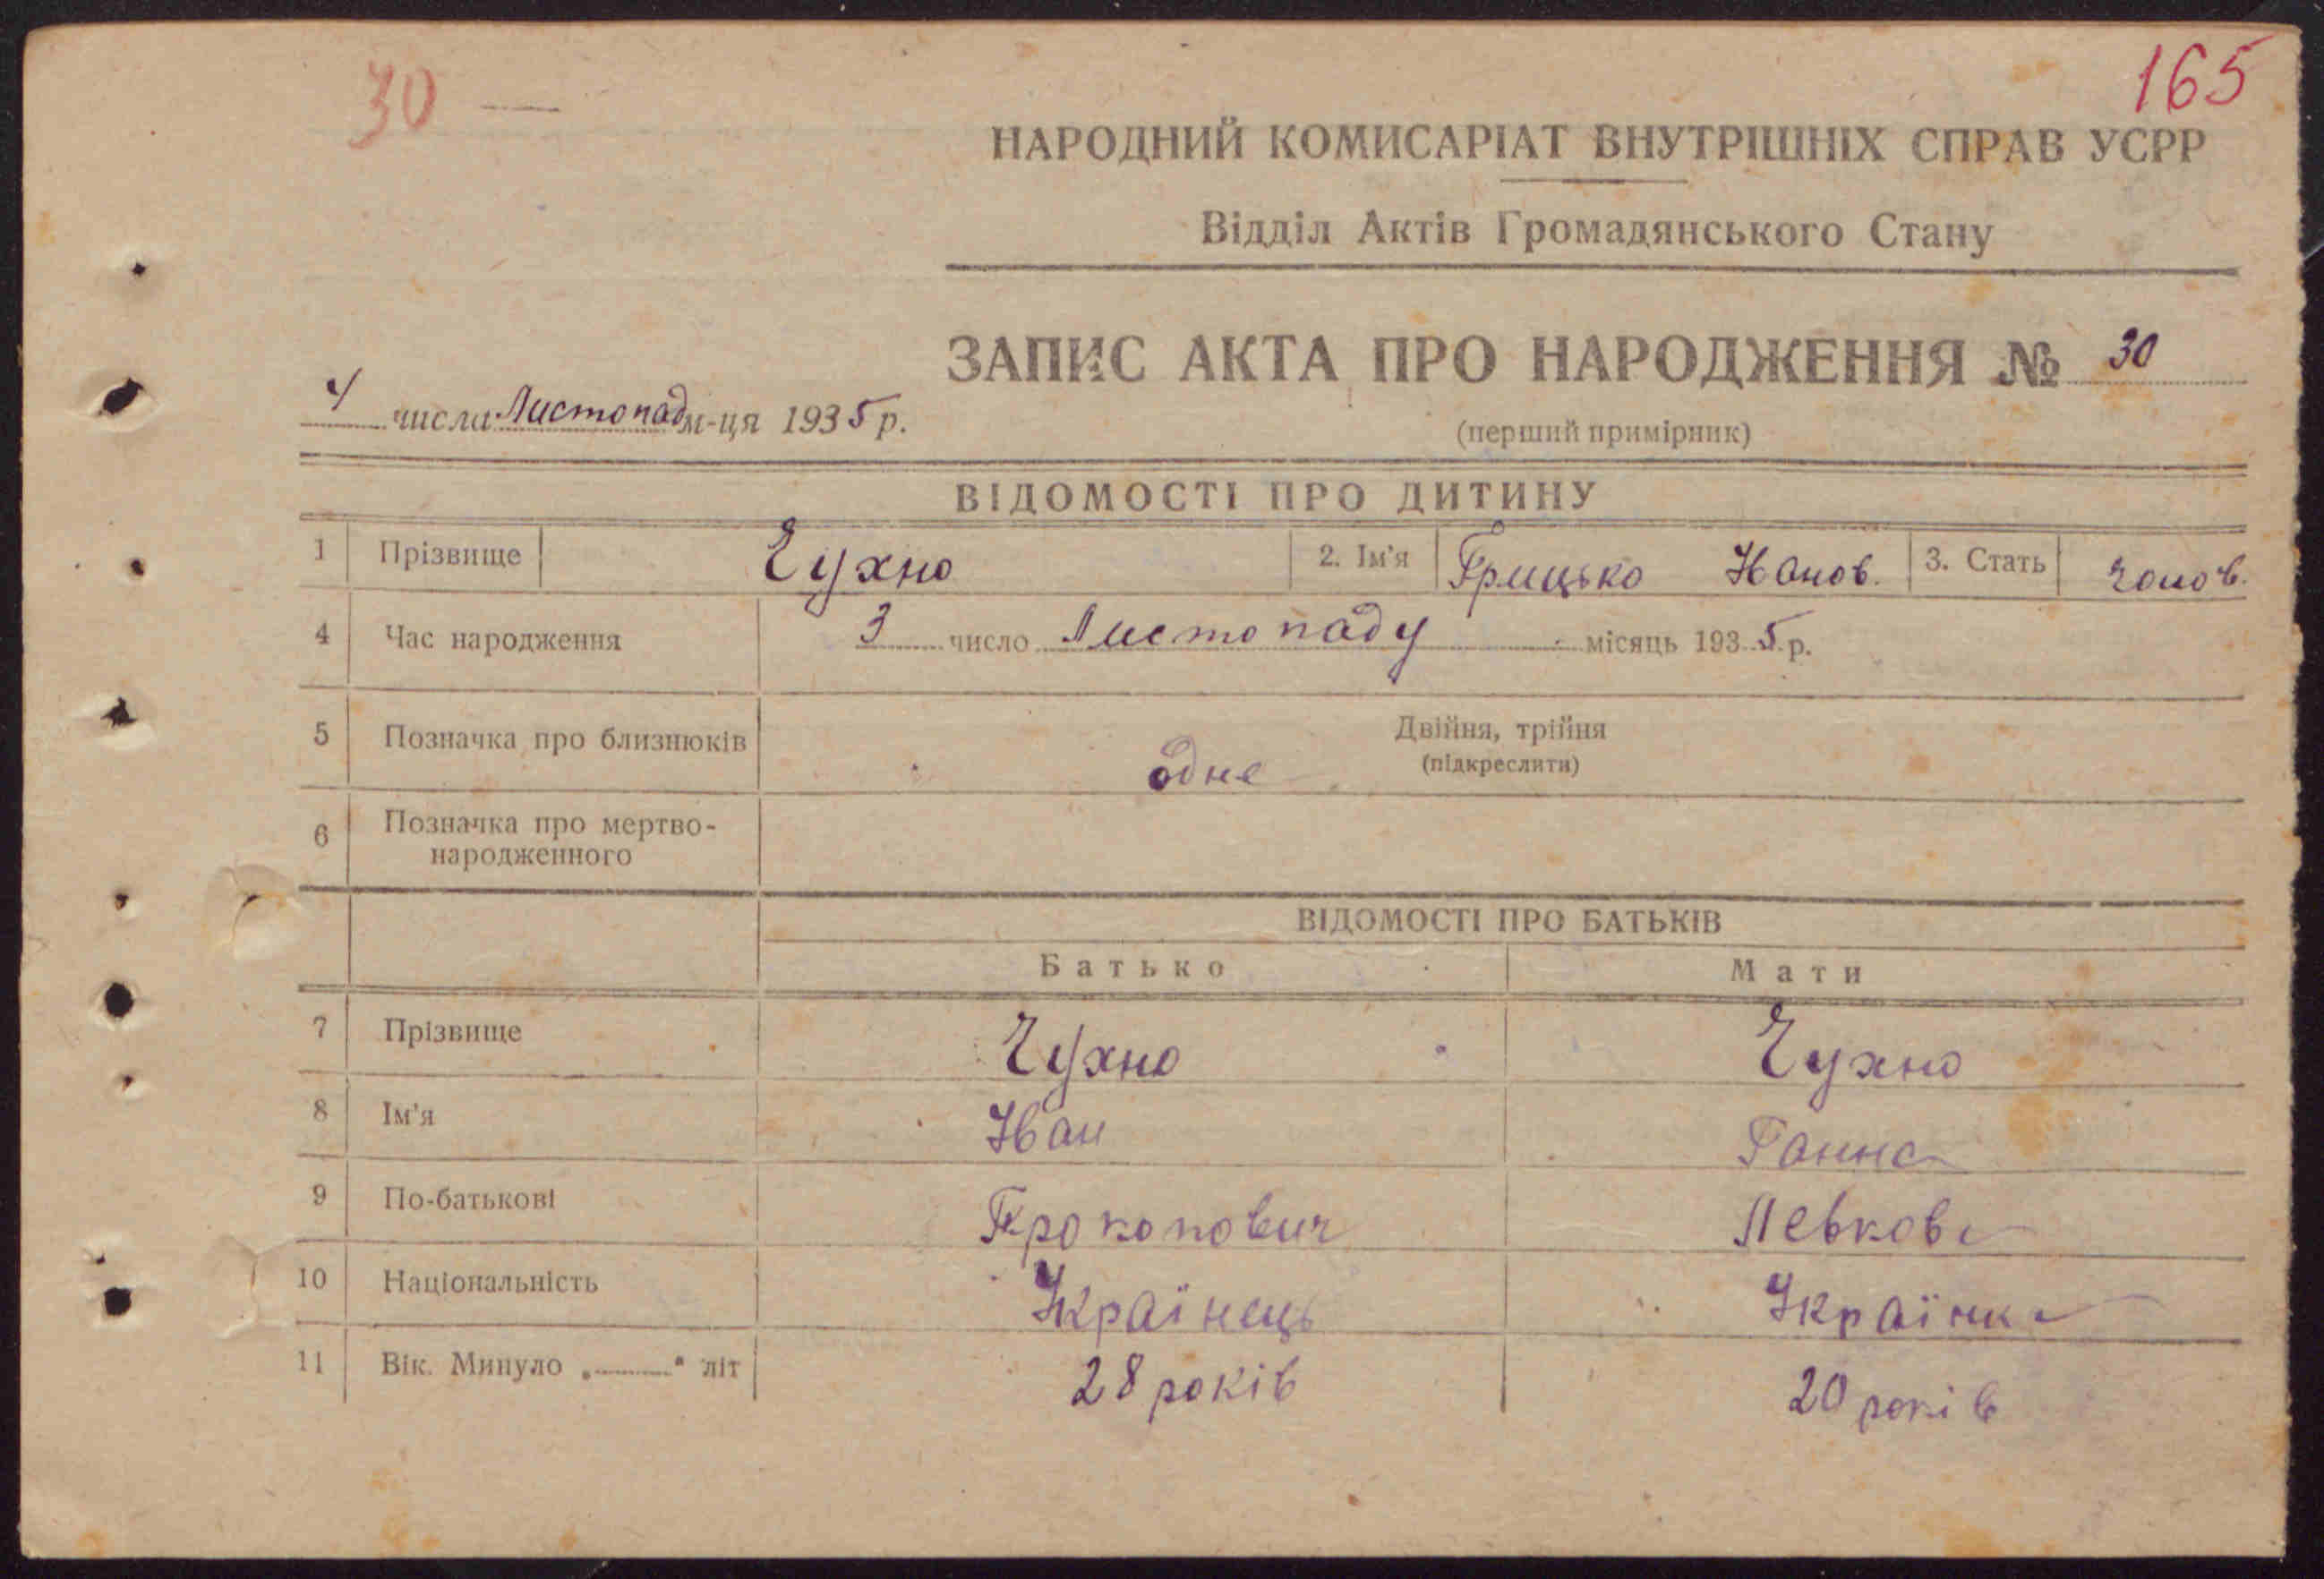 30 —
165
НАРОДНИЙ КОМИСАРІАТ ВНУТРІШНІХ СПРАВ УСРР
Відділ Актів Громадянського Стану
ЗАПИС АКТА ПРО НАРОДЖЕННЯ № 30
4 числа Листопад м-ця 1935 р.
(перший примірник)
ВІДОМОСТІ ПРО ДИТИНУ
1 Прізвище Чухно 2. Ім'я Грицько Іванов. 3. Стать чолов.
4 Час народження 3 число Листопаду місяць 1935 р.
5 Позначка про близнюків одне Двійня, трійня
(підкреслити)
6 Позначка про мертво-
народженного
ВІДОМОСТІ ПРО БАТЬКІВ
Батько Мати
7 Прізвище Чухно Чухно
8 Ім'я Іван Ганна
9 По-батькові Прокопович Левкова
10 Національність Українець Українка
11 Вік. Минуло „ " літ 28 років 20 років